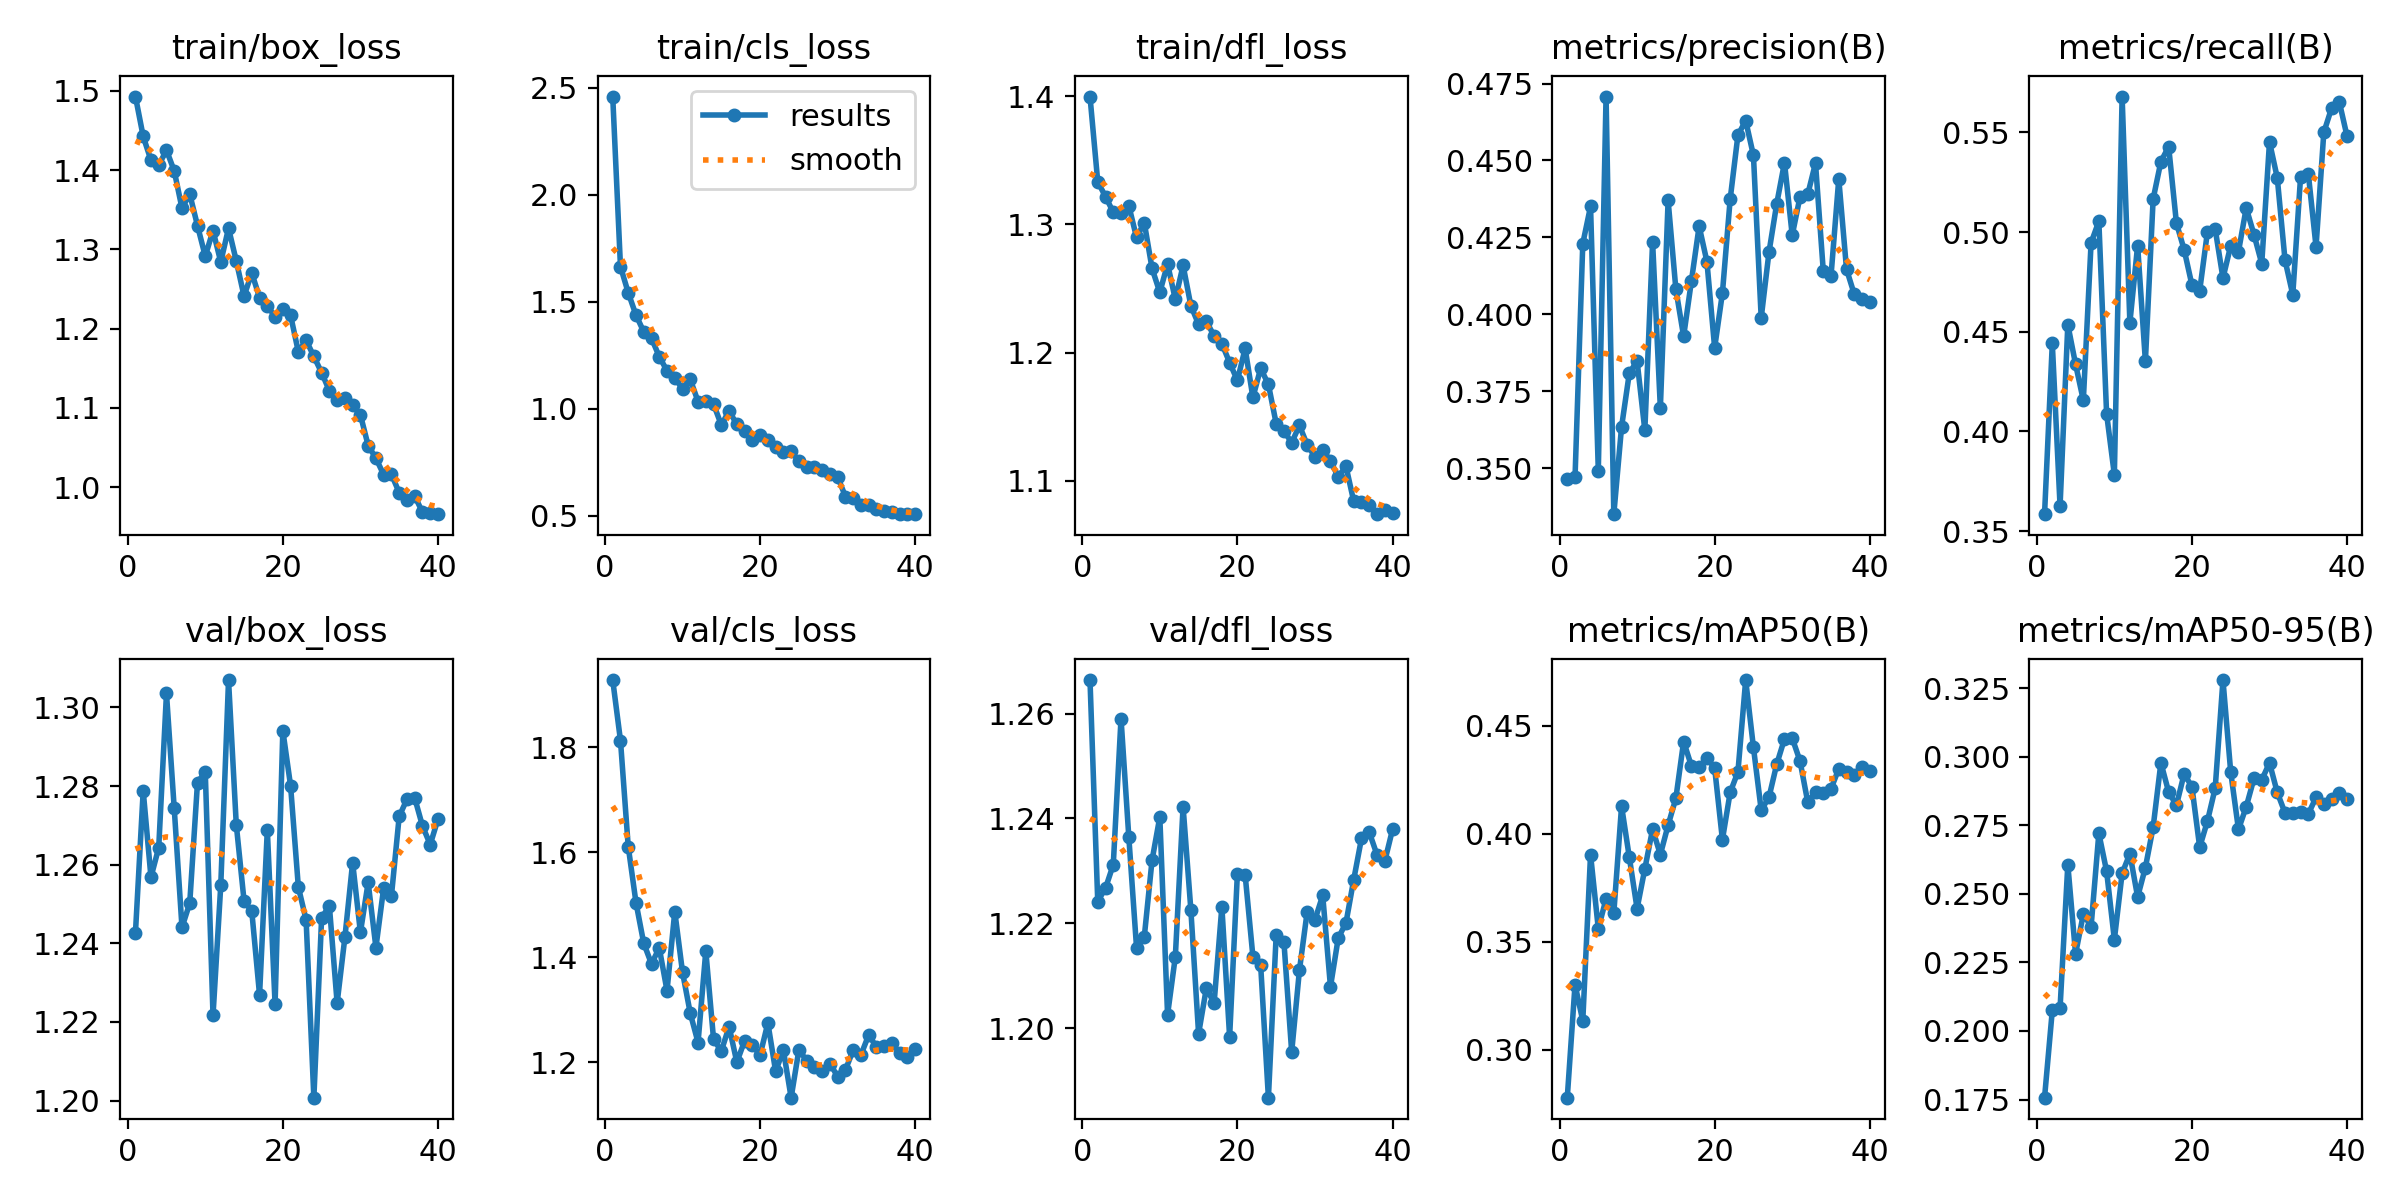 train/box_loss
1.5
1.4
1.3
1.2
1.1
1.0
0 20 40
train/cls_loss
results
smooth
2.5
2.0
1.5
1.0
0.5
0 20 40
train/dfl_loss
1.4
1.3
1.2
1.1
0 20 40
metrics/precision(B)
0.475
0.450
0.425
0.400
0.375
0.350
0 20 40
metrics/recall(B)
0.55
0.50
0.45
0.40
0.35
0 20 40
val/box_loss
1.30
1.28
1.26
1.24
1.22
1.20
0 20 40
val/cls_loss
1.8
1.6
1.4
1.2
0 20 40
val/dfl_loss
1.26
1.24
1.22
1.20
0 20 40
metrics/mAP50(B)
0.45
0.40
0.35
0.30
0 20 40
metrics/mAP50-95(B)
0.325
0.300
0.275
0.250
0.225
0.200
0.175
0 20 40